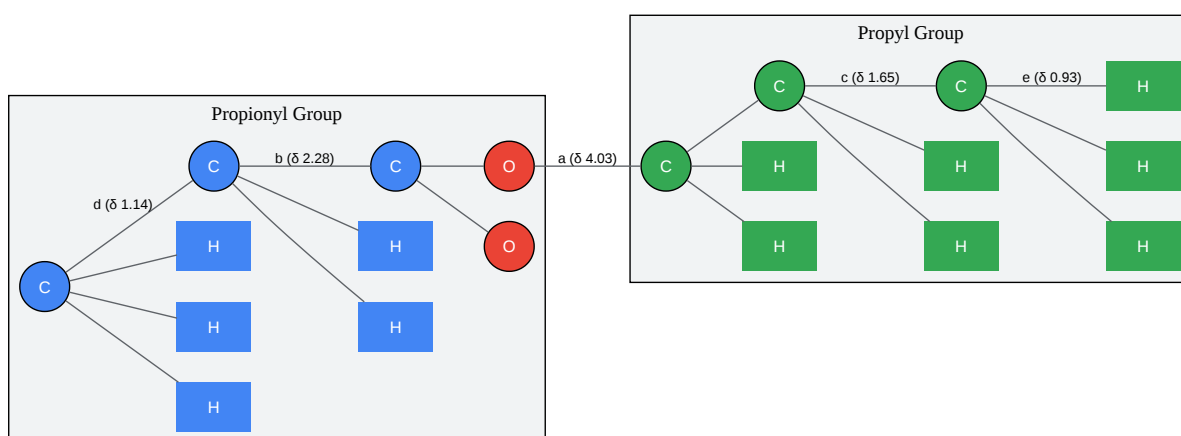 Propyl Group
C
c (δ 1.65)
C
e (δ 0.93)
H
C
H
H
H
H
H
H
a (δ 4.03)
Propionyl Group
C
b (δ 2.28)
C
O
d (δ 1.14)
H
H
O
C
H
H
H